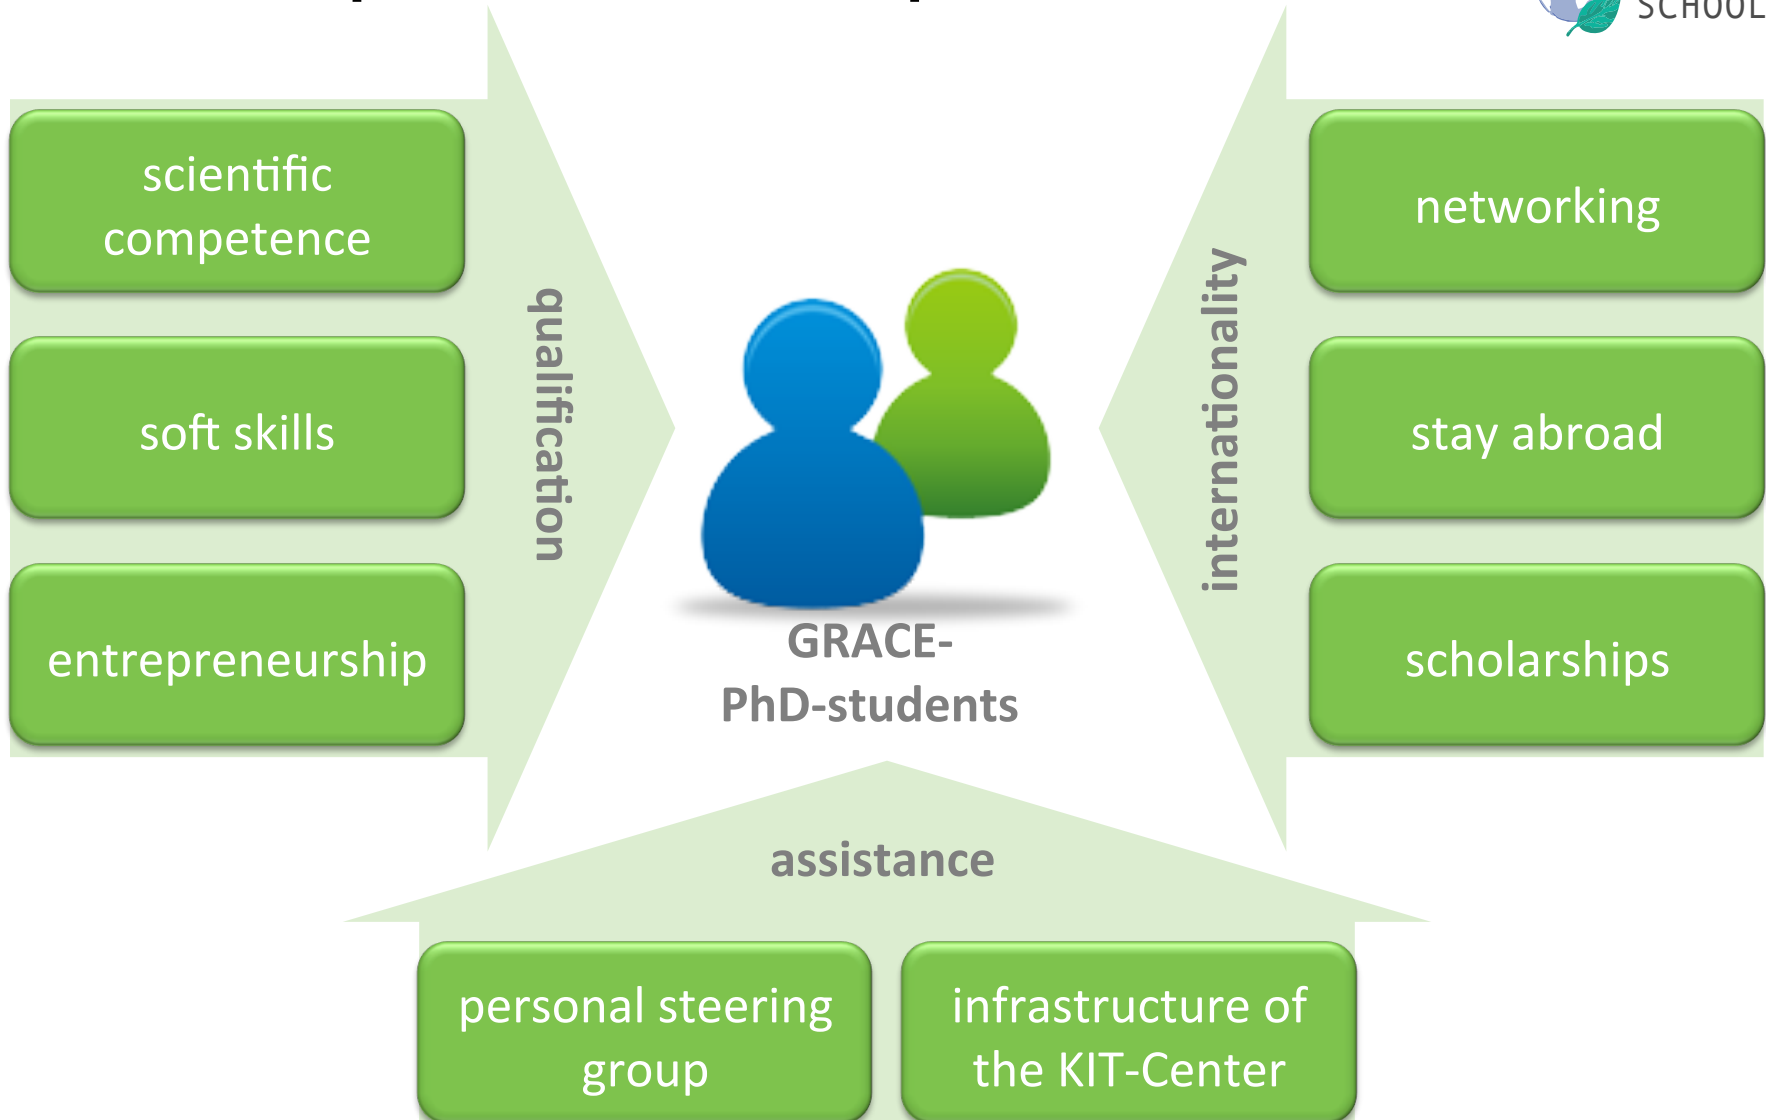 SCHOOL
scientific
competence
soft skills
entrepreneurship
qualification
GRACE-
PhD-students
internationality
networking
stay abroad
scholarships
assistance
personal steering
group
infrastructure of
the KIT-Center